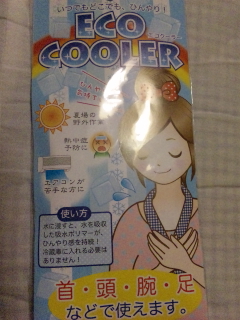 いつでもどこでも、ひんやり!
ECO
COOLER
エコクーラー
夏場の
野外作業
熱中症
予防に
エアコンが
苦手な方に
使い方
水に浸すと、水を吸収
した吸水ポリマーが、
ひんやり感を持続!
冷蔵庫に入れる必要は
ありません!
首・頭・腕・足
などで使えます。